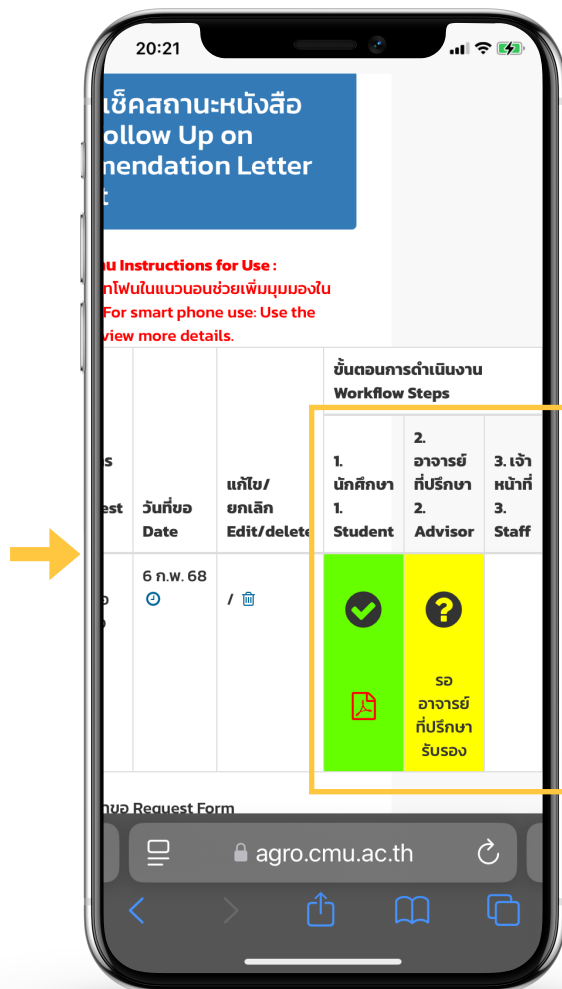 20:21
เช็คสถานะหนังสือ
ollow Up on
mendation Letter
Instructions for Use :
ทโฟนในแนวนอนช่วยเพิ่มมุมมองใน
For smart phone use: Use the
view more details.
ขั้นตอนการดำเนินงาน
Workflow Steps
วันที่ขอ
Date
แก้ไข/
ยกเลิก
Edit/delete
1.
นักศึกษา
1.
Student
2.
อาจารย์
ที่ปรึกษา
2.
Advisor
3. เจ้า
หน้าที่
3.
Staff
6 ก.พ. 68
/
รอ
อาจารย์
ที่ปรึกษา
รับรอง
Request Form
agro.cmu.ac.th